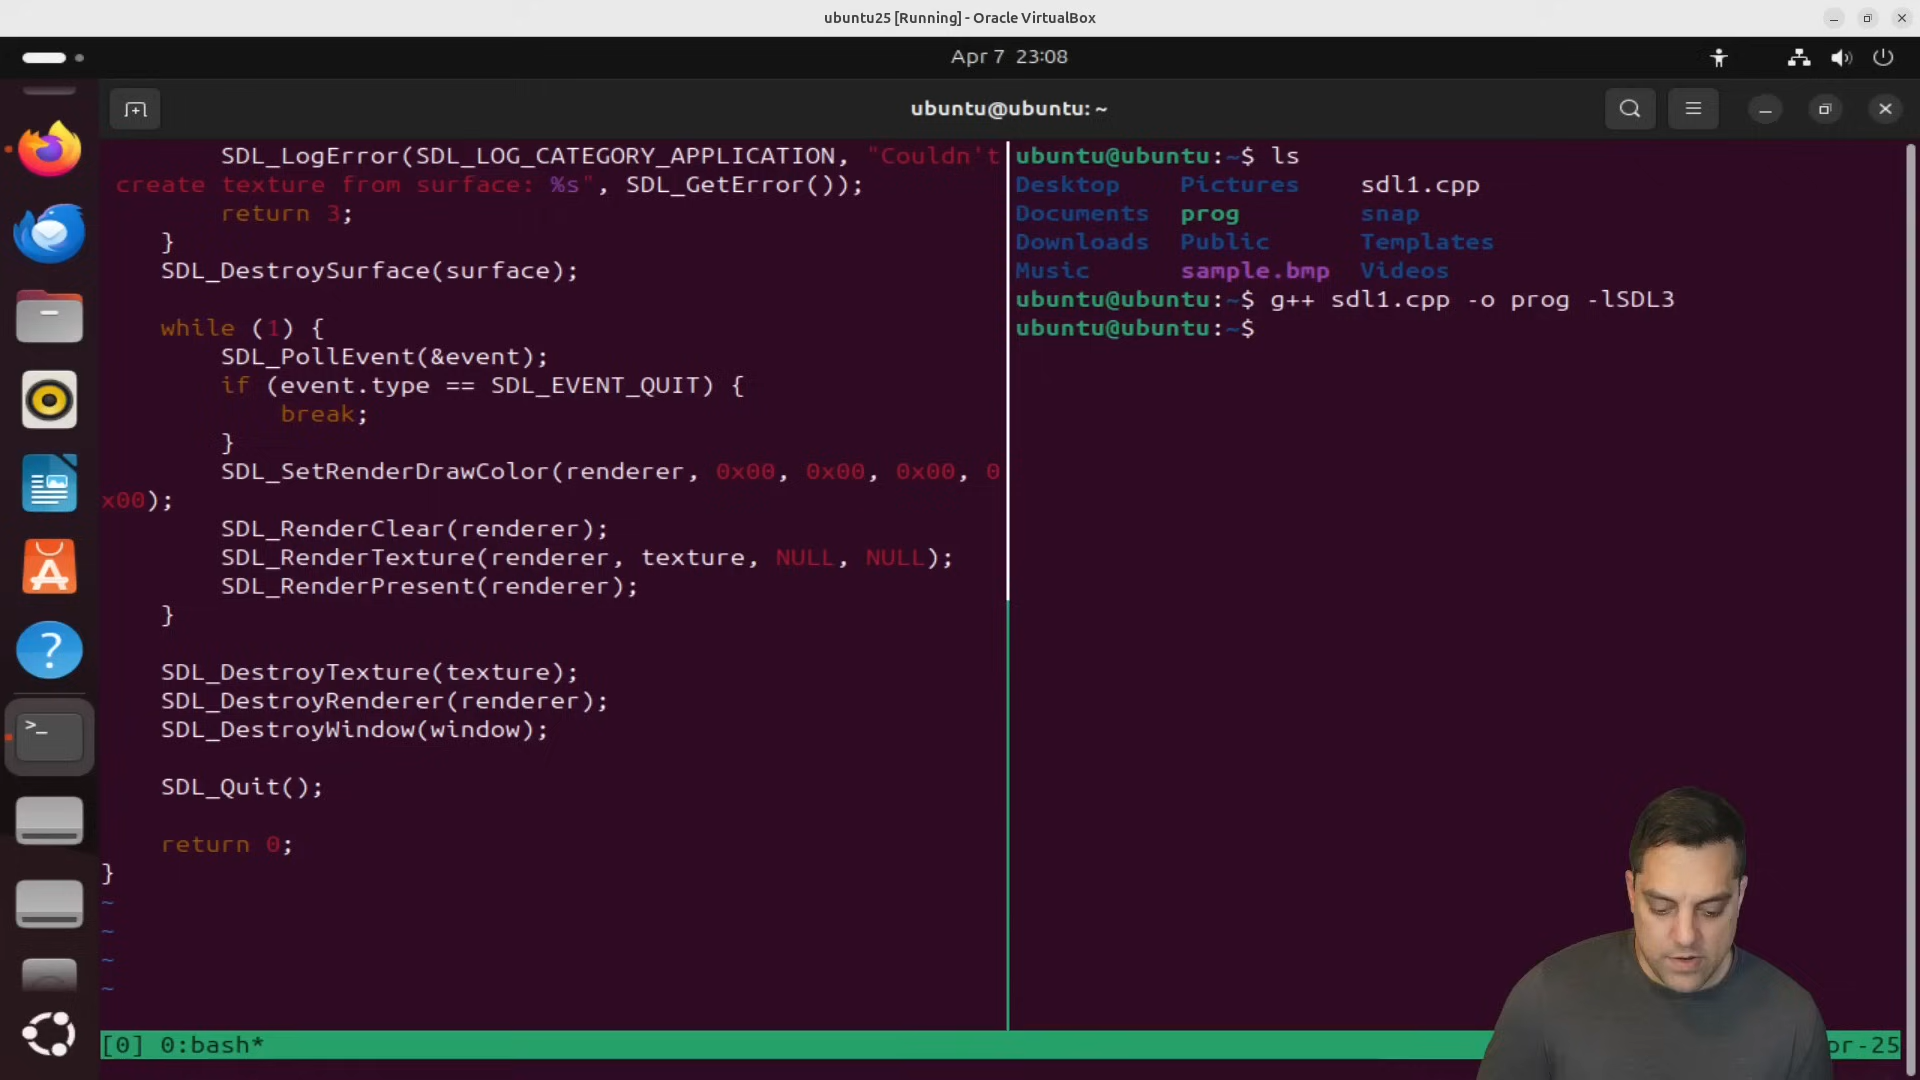 ubuntu25 [Running] - Oracle VirtualBox
Apr 7 23:08
ubuntu@ubuntu: ~
SDL_LogError(SDL_LOG_CATEGORY_APPLICATION, "Couldn't
create texture from surface: %s", SDL_GetError());
return 3;
}
SDL_DestroySurface(surface);
while (1) {
SDL_PollEvent(&event);
if (event.type == SDL_EVENT_QUIT) {
break;
}
SDL_SetRenderDrawColor(renderer, 0x00, 0x00, 0x00, 0
x00);
SDL_RenderClear(renderer);
SDL_RenderTexture(renderer, texture, NULL, NULL);
SDL_RenderPresent(renderer);
}
SDL_DestroyTexture(texture);
SDL_DestroyRenderer(renderer);
SDL_DestroyWindow(window);
SDL_Quit();
return 0;
}
~
~
~
~
ubuntu@ubuntu:~$ ls
Desktop Pictures sdl1.cpp
Documents prog snap
Downloads Public Templates
Music sample.bmp Videos
ubuntu@ubuntu:~$ g++ sdl1.cpp -o prog -lSDL3
ubuntu@ubuntu:~$
[0] 0:bash*
pr-25